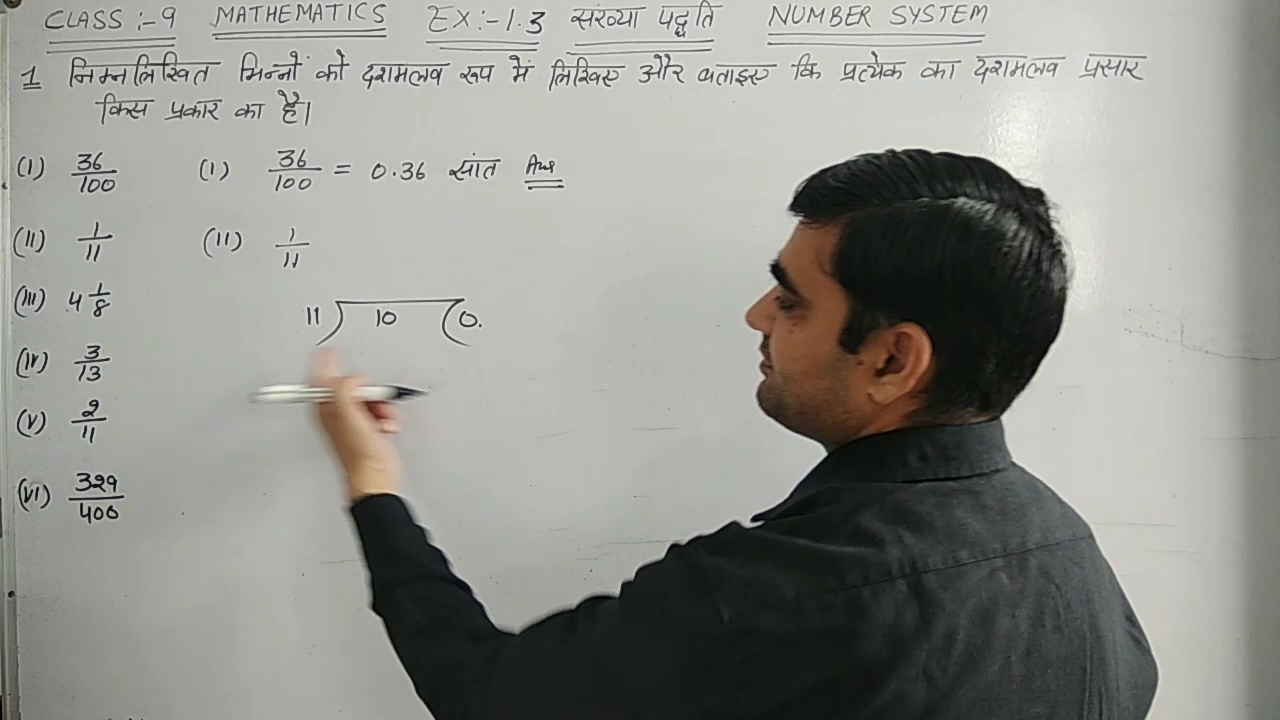 CLASS :- 9 MATHEMATICS EX :- 1.3 संख्या पद्धति NUMBER SYSTEM
1 निम्नलिखित भिन्नों को दशमलव रूप में लिखिए और बताइए कि प्रत्येक का दशमलव प्रसार
किस प्रकार का है।
(I) 36/100 (I) 36/100 = 0.36 सांत Ans
(II) 1/11 (II) 1/11
(III) 4 1/8
11 ) 10 ( 0.
(IV) 3/13
(V) 2/11
(VI) 329/400